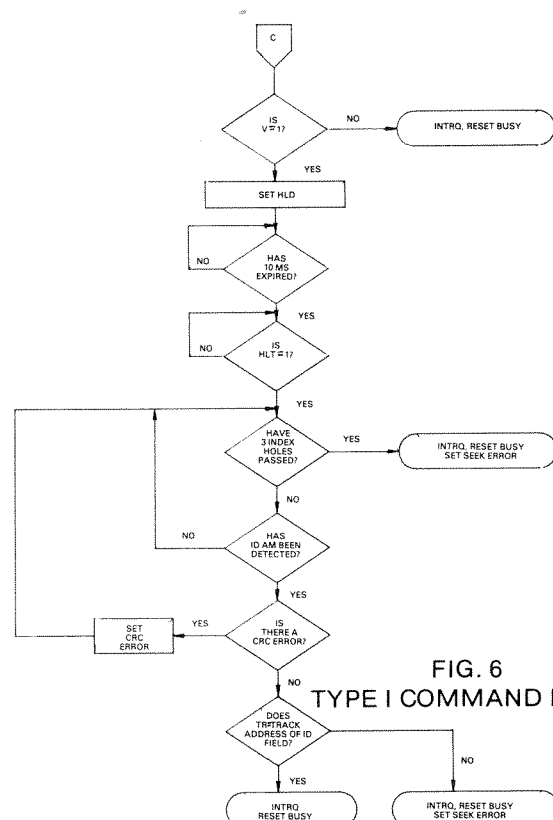 C
IS
V = 1?
NO
INTRQ, RESET BUSY
YES
SET HLD
HAS
10 MS
EXPIRED?
NO
YES
IS
HLT = 1?
NO
YES
HAVE
3 INDEX
HOLES
PASSED?
YES
INTRQ, RESET BUSY
SET SEEK ERROR
NO
HAS
ID AM BEEN
DETECTED?
NO
YES
IS
THERE A
CRC ERROR?
YES
SET
CRC
ERROR
NO
FIG. 6
TYPE I COMMAND
DOES
TR=TRACK
ADDRESS OF ID
FIELD?
NO
YES
INTRQ
RESET BUSY
INTRQ, RESET BUSY
SET SEEK ERROR